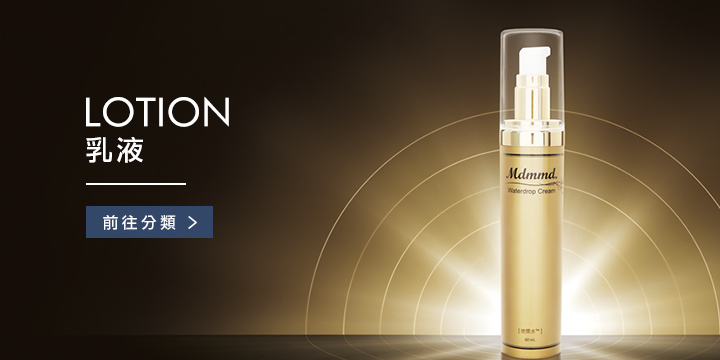 LOTION
乳液
前往分類 >
Mdmmd.
Waterdrop Cream